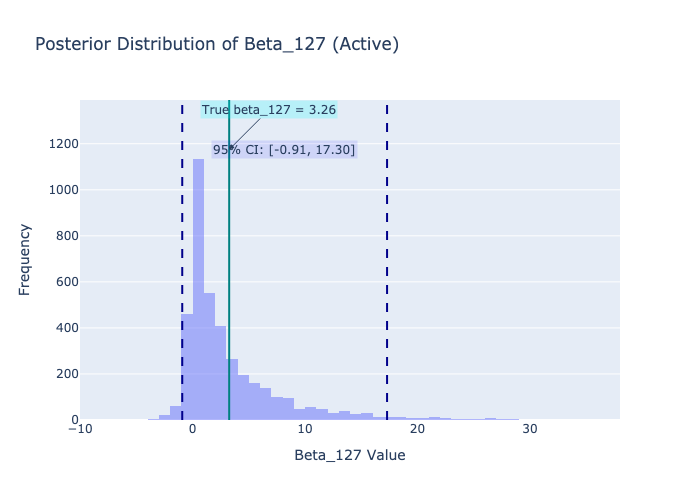 Posterior Distribution of Beta_127 (Active)
True beta_127 = 3.26
95% CI: [-0.91, 17.30]
1200
1000
800
600
400
200
0
Frequency
−10
0
10
20
30
Beta_127 Value